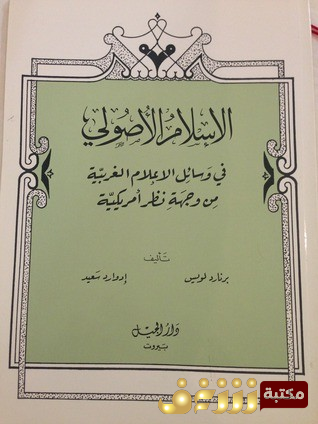 الإسلام الأصولي
في وسائل الإعلام الغربية
من وجهة نظر أمريكية
تأليف
برنارد لويس إدوارد سعيد
دار الجيل
بيروت
مكتبة